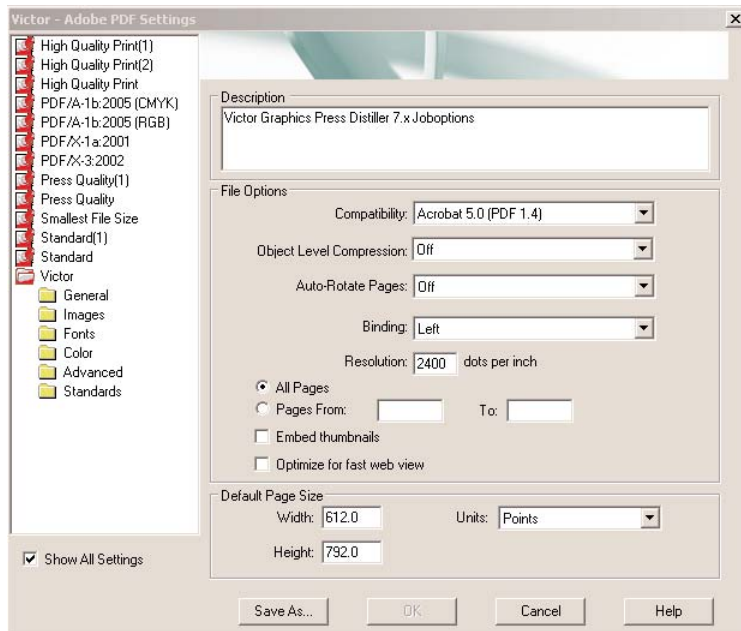 Victor - Adobe PDF Settings
High Quality Print(1)
High Quality Print(2)
High Quality Print
PDF/A-1b:2005 (CMYK)
PDF/A-1b:2005 (RGB)
PDF/X-1a:2001
PDF/X-3:2002
Press Quality(1)
Press Quality
Smallest File Size
Standard(1)
Standard
Victor
General
Images
Fonts
Color
Advanced
Standards
Show All Settings
Description
Victor Graphics Press Distiller 7.x Joboptions
File Options
Compatibility: Acrobat 5.0 (PDF 1.4)
Object Level Compression: Off
Auto-Rotate Pages: Off
Binding: Left
Resolution: 2400 dots per inch
All Pages
Pages From: To:
Embed thumbnails
Optimize for fast web view
Default Page Size
Width: 612.0 Units: Points
Height: 792.0
Save As... OK Cancel Help